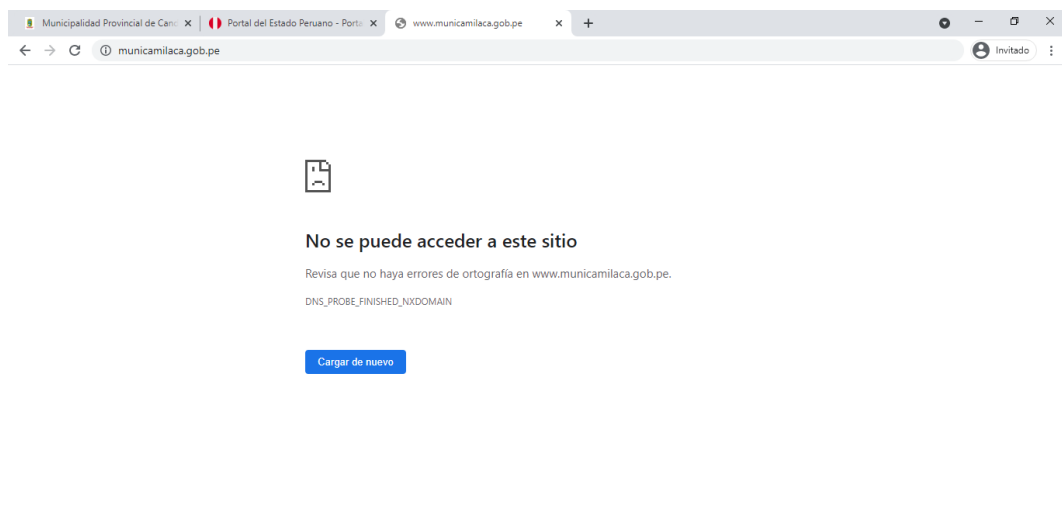 Municipalidad Provincial de Canc
Portal del Estado Peruano - Porta
www.municamilaca.gob.pe
municamilaca.gob.pe
Invitado
No se puede acceder a este sitio
Revisa que no haya errores de ortografía en www.municamilaca.gob.pe.
DNS_PROBE_FINISHED_NXDOMAIN
Cargar de nuevo